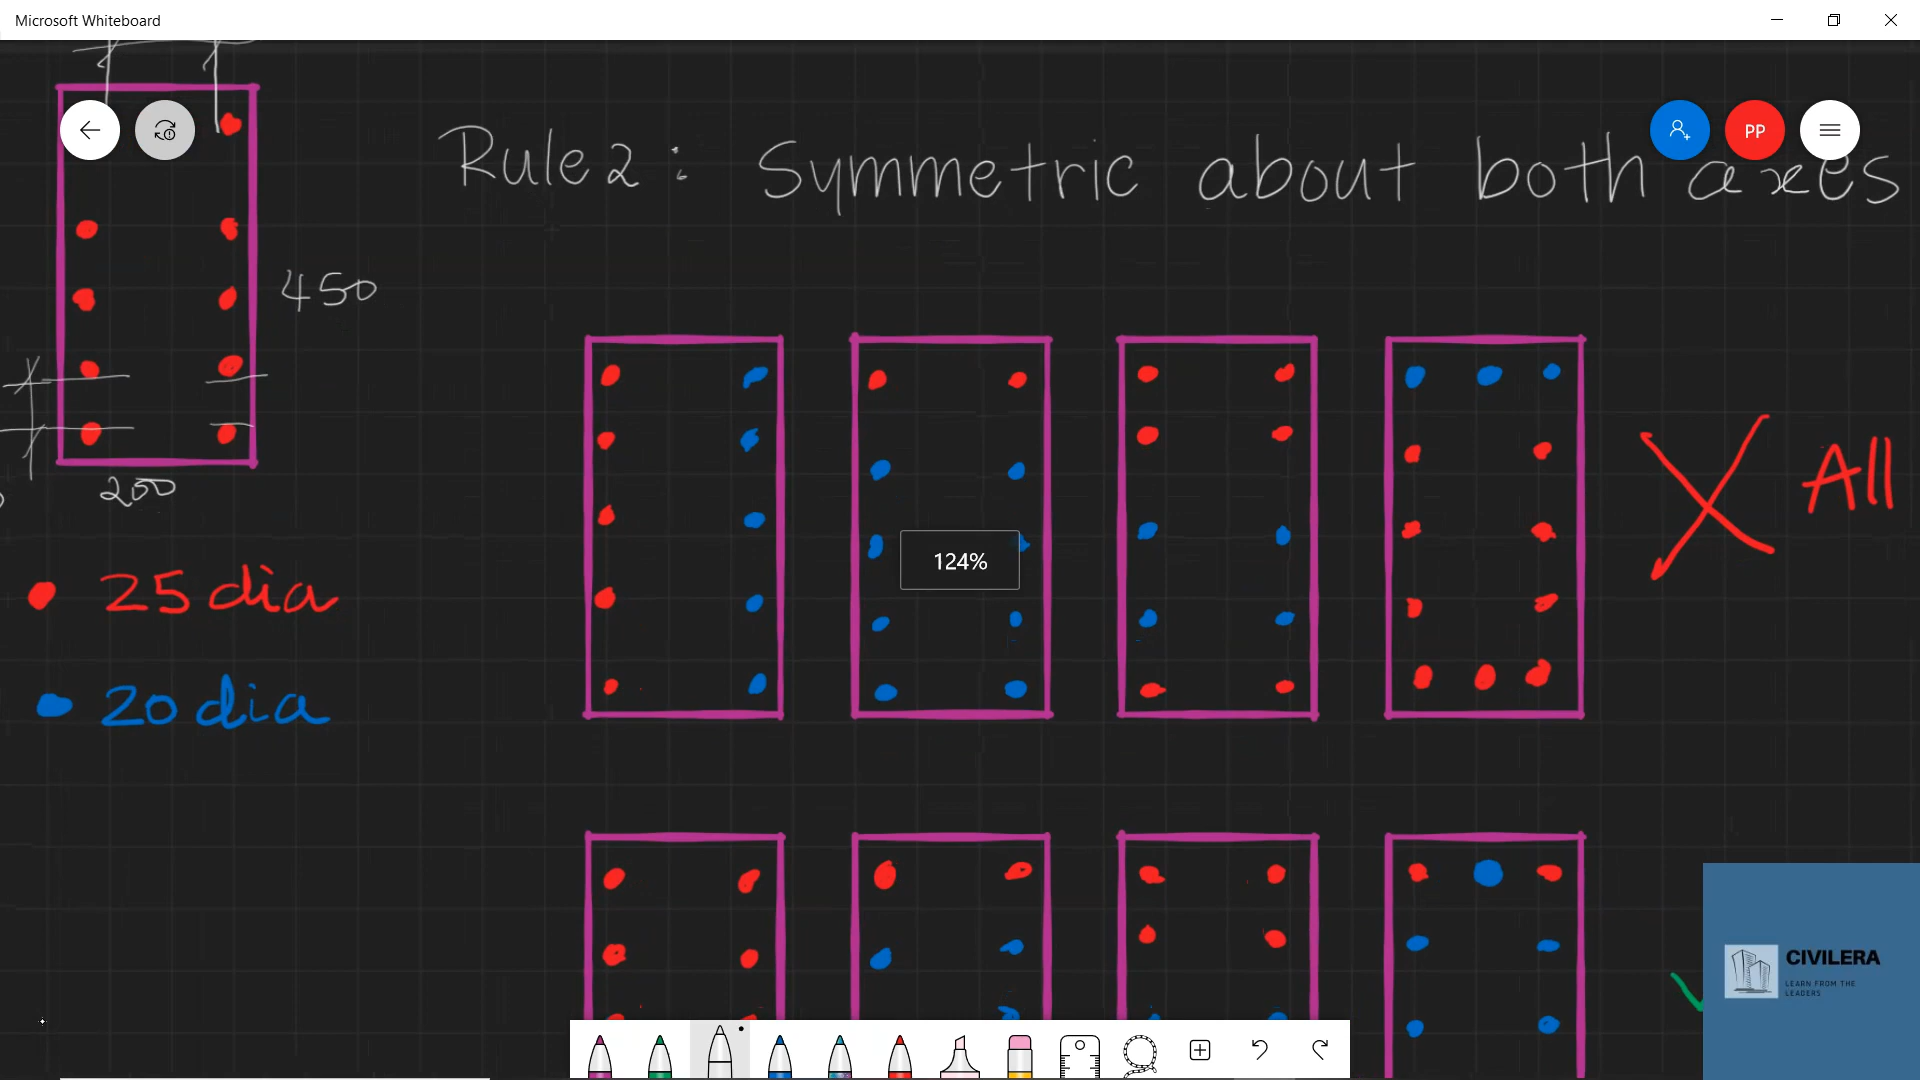 Microsoft Whiteboard
PP
Rule 2: Symmetric about both axes
450
200
All
124%
25 dia
20 dia
CIVILERA
LEARN FROM THE
LEADERS